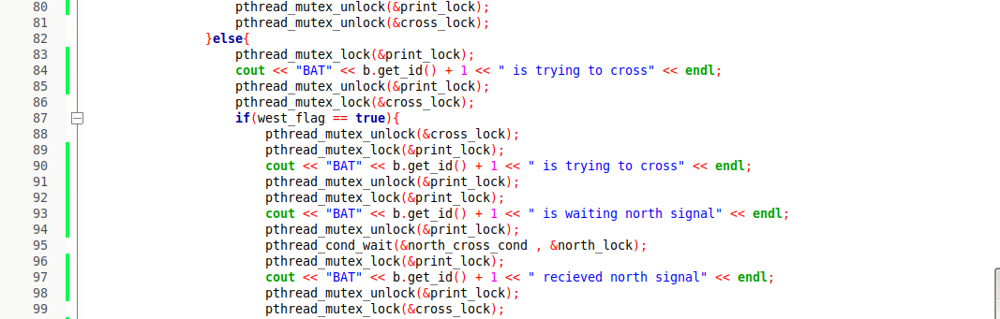 80 pthread_mutex_unlock(&print_lock);
81 pthread_mutex_unlock(&cross_lock);
82 }else{
83 pthread_mutex_lock(&print_lock);
84 cout << "BAT" << b.get_id() + 1 << " is trying to cross" << endl;
85 pthread_mutex_unlock(&print_lock);
86 pthread_mutex_lock(&cross_lock);
87 if(west_flag == true){
88 pthread_mutex_unlock(&cross_lock);
89 pthread_mutex_lock(&print_lock);
90 cout << "BAT" << b.get_id() + 1 << " is trying to cross" << endl;
91 pthread_mutex_unlock(&print_lock);
92 pthread_mutex_lock(&print_lock);
93 cout << "BAT" << b.get_id() + 1 << " is waiting north signal" << endl;
94 pthread_mutex_unlock(&print_lock);
95 pthread_cond_wait(&north_cross_cond , &north_lock);
96 pthread_mutex_lock(&print_lock);
97 cout << "BAT" << b.get_id() + 1 << " recieved north signal" << endl;
98 pthread_mutex_unlock(&print_lock);
99 pthread_mutex_lock(&cross_lock);